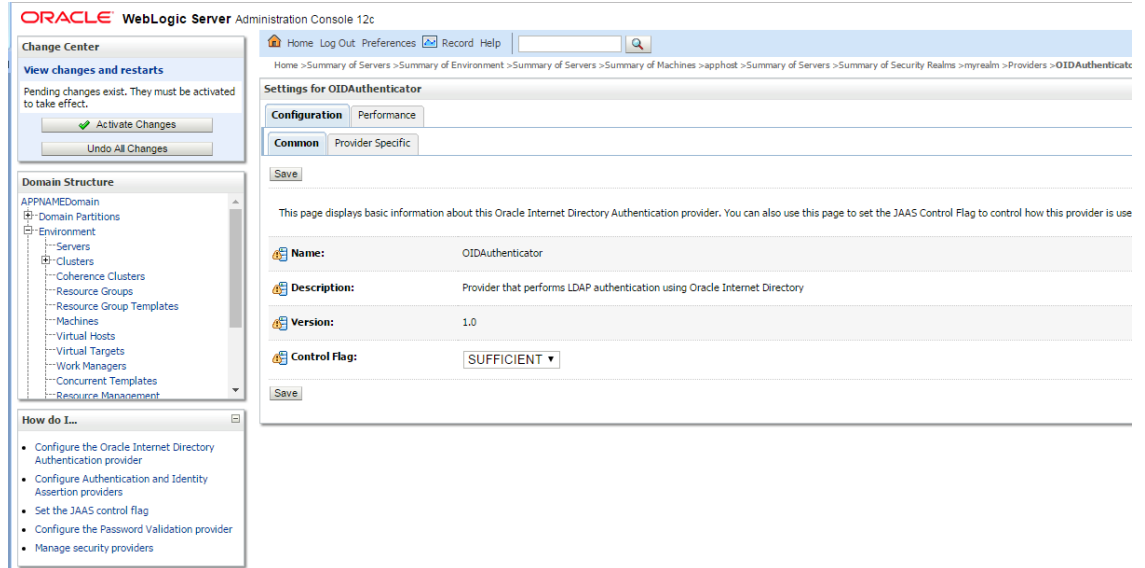 ORACLE WebLogic Server Administration Console 12c
Change Center
View changes and restarts
Pending changes exist. They must be activated
to take effect.
Activate Changes
Undo All Changes
Domain Structure
APPNAMEDomain
Domain Partitions
Environment
Servers
Clusters
Coherence Clusters
Resource Groups
Resource Group Templates
Machines
Virtual Hosts
Virtual Targets
Work Managers
Concurrent Templates
Resource Management
How do I...
Configure the Oracle Internet Directory
Authentication provider
Configure Authentication and Identity
Assertion providers
Set the JAAS control flag
Configure the Password Validation provider
Manage security providers
Home Log Out Preferences Record Help
Home >Summary of Servers >Summary of Environment >Summary of Servers >Summary of Machines >apphost >Summary of Servers >Summary of Security Realms >myrealm >Providers >OIDAuthenticato
Settings for OIDAuthenticator
Configuration Performance
Common Provider Specific
Save
This page displays basic information about this Oracle Internet Directory Authentication provider. You can also use this page to set the JAAS Control Flag to control how this provider is use
Name: OIDAuthenticator
Description: Provider that performs LDAP authentication using Oracle Internet Directory
Version: 1.0
Control Flag: SUFFICIENT
Save